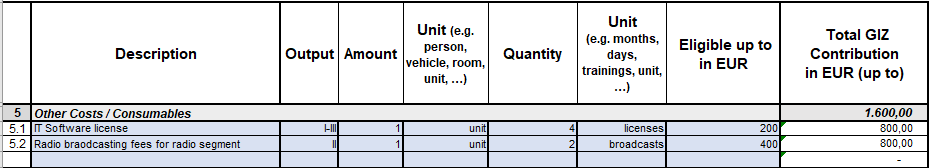 Description Output Amount Unit (e.g. person, vehicle, room, unit, …) Quantity Unit (e.g. months, days, trainings, unit, …) Eligible up to in EUR Total GIZ Contribution in EUR (up to)
5 Other Costs / Consumables 1.600,00
5.1 IT Software license I-III 1 unit 4 licenses 200 800,00
5.2 Radio braodcasting fees for radio segment II 1 unit 2 broadcasts 400 800,00
-